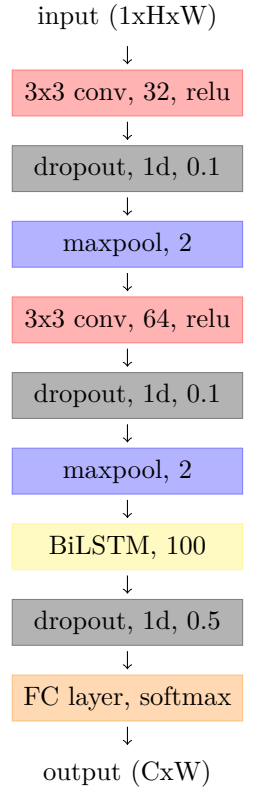 input (1xHxW)
3x3 conv, 32, relu
dropout, 1d, 0.1
maxpool, 2
3x3 conv, 64, relu
dropout, 1d, 0.1
maxpool, 2
BiLSTM, 100
dropout, 1d, 0.5
FC layer, softmax
output (CxW)